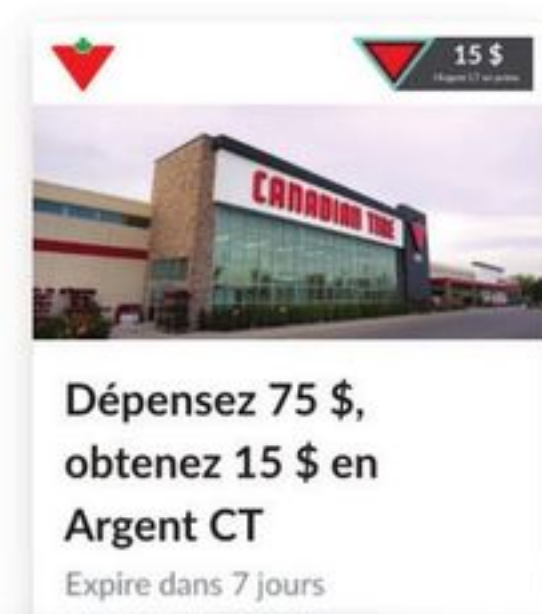 15 $
CANADIAN TIRE
Dépensez 75 $,
obtenez 15 $ en
Argent CT
Expire dans 7 jours